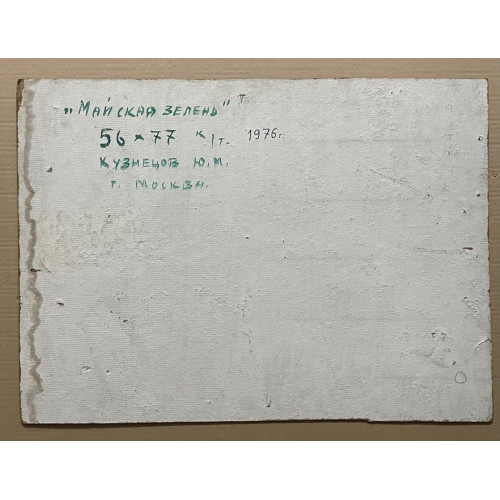 „МАЙСКАЯ ЗЕЛЕНЬ" т
56 × 77 к/т- 1976г.
КУЗНЕЦОВ Ю.М.
г. МОСКВА.